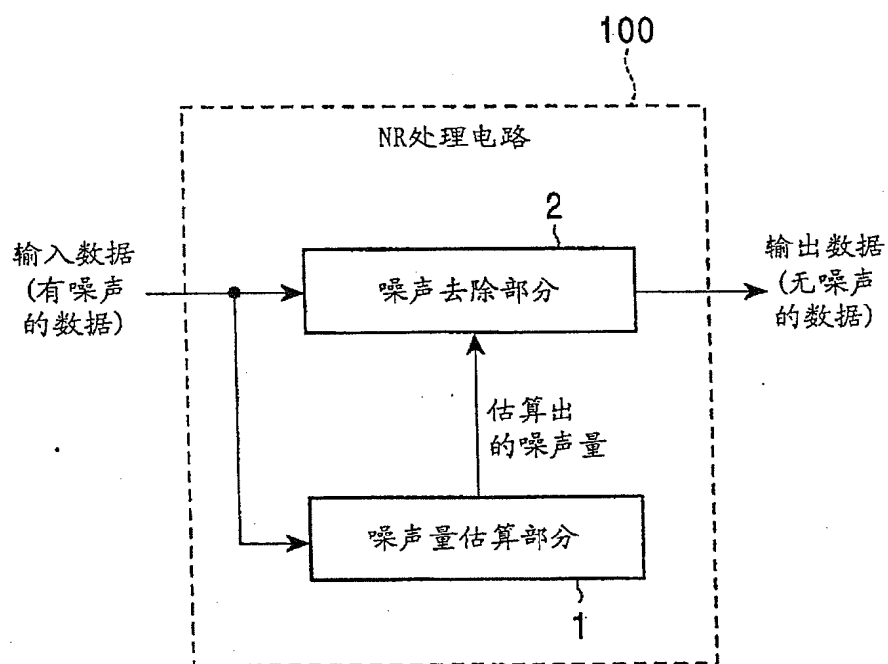 100
NR处理电路
2
输入数据
(有噪声
的数据)
噪声去除部分
输出数据
(无噪声
的数据)
估算出
的噪声量
噪声量估算部分
1